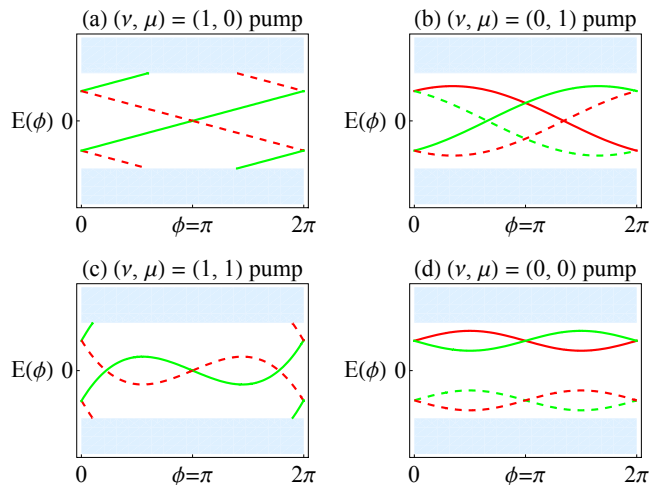 (a) (ν, μ) = (1, 0) pump
(b) (ν, μ) = (0, 1) pump
E(ϕ) 0
E(ϕ) 0
0 ϕ=π 2π
0 ϕ=π 2π
(c) (ν, μ) = (1, 1) pump
(d) (ν, μ) = (0, 0) pump
E(ϕ) 0
E(ϕ) 0
0 ϕ=π 2π
0 ϕ=π 2π